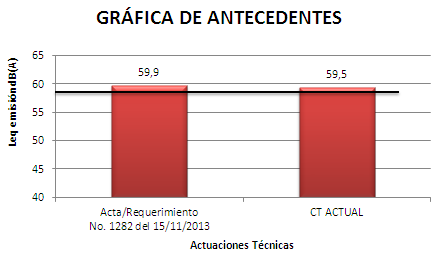 GRÁFICA DE ANTECEDENTES
Leq emisióndB(A)
65
60
55
50
45
40
59,9
59,5
Acta/Requerimiento
No. 1282 del 15/11/2013
CT ACTUAL
Actuaciones Técnicas